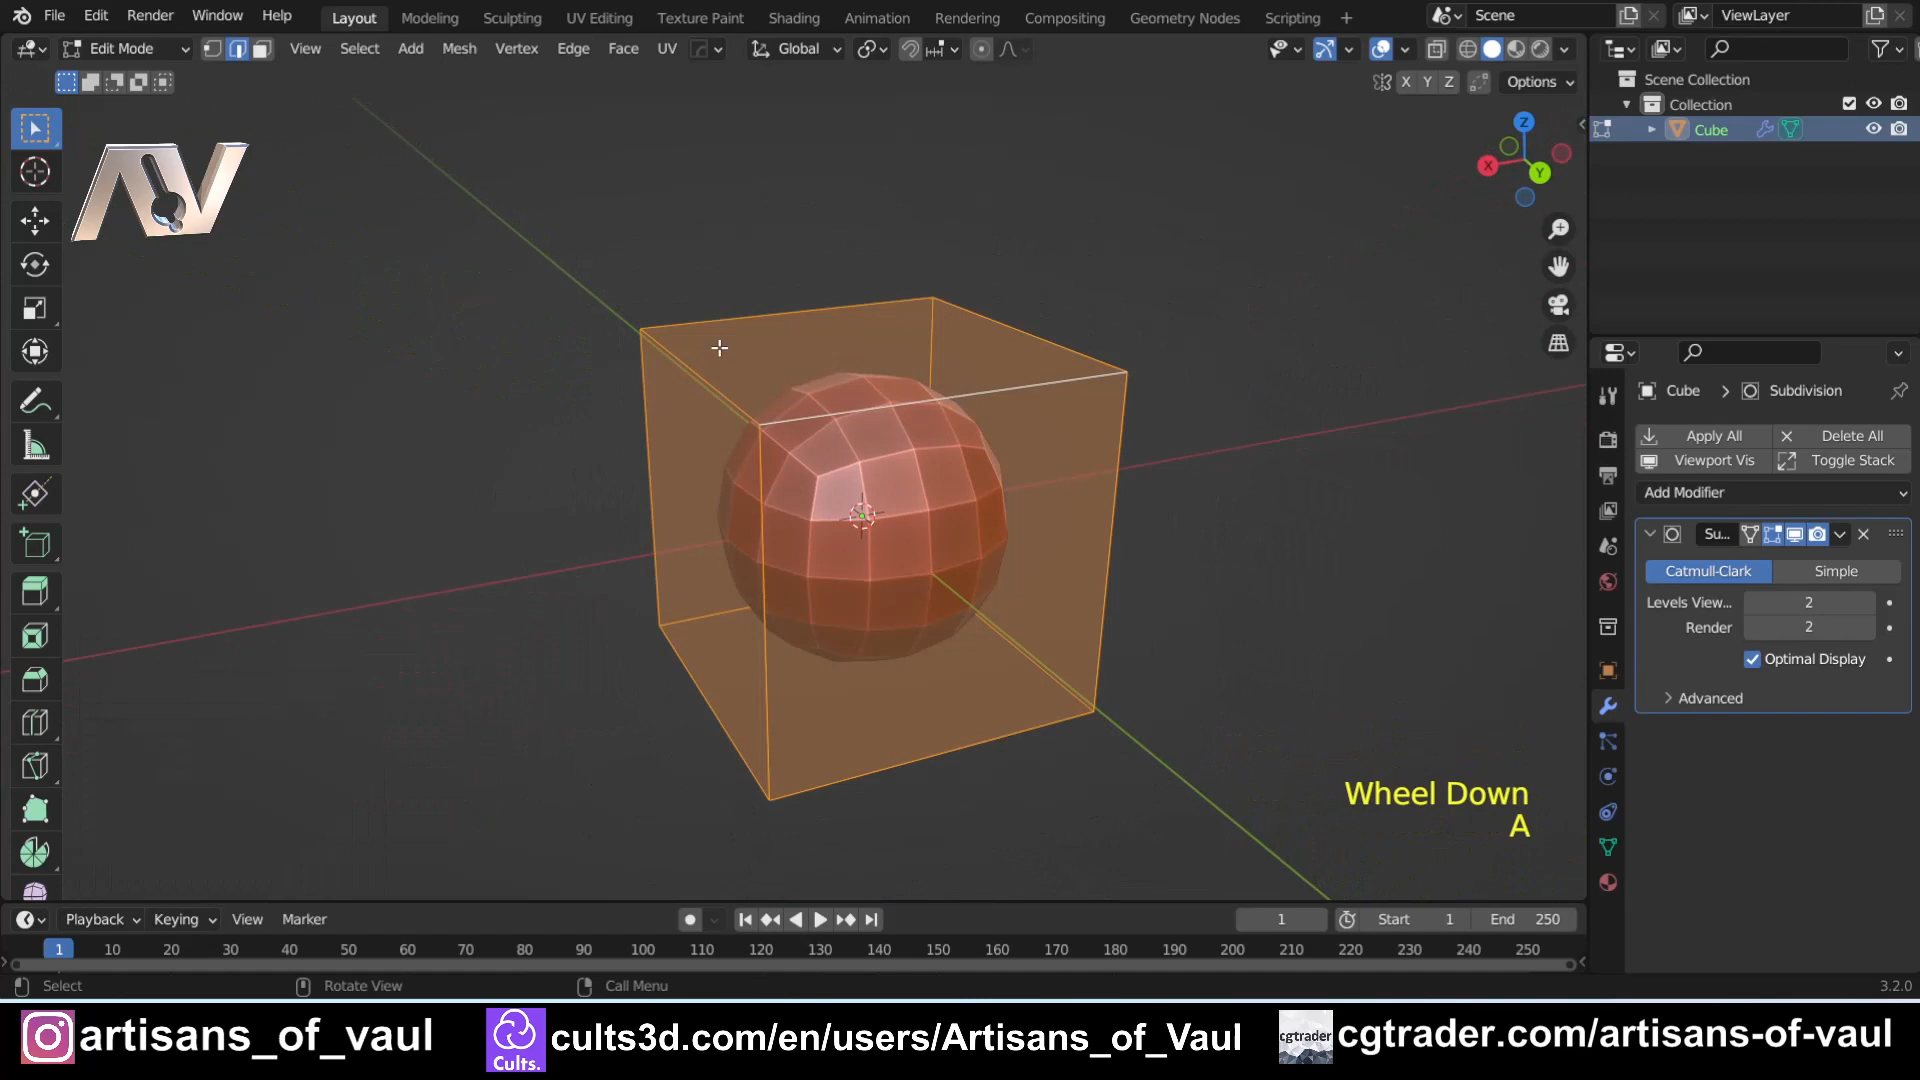 File Edit Render Window Help Layout Modeling Sculpting UV Editing Texture Paint Shading Animation Rendering Compositing Geometry Nodes Scripting + Scene ViewLayer
Edit Mode View Select Add Mesh Vertex Edge Face UV Global
X Y Z Options
Scene Collection
Collection
Cube
Z
X
Y
AV
Cube > Subdivision
Apply All Delete All
Viewport Vis Toggle Stack
Add Modifier
Su...
Catmull-Clark Simple
Levels View... 2
Render 2
Optimal Display
Advanced
Wheel Down
A
Playback Keying View Marker 1 Start 1 End 250
1 10 20 30 40 50 60 70 80 90 100 110 120 130 140 150 160 170 180 190 200 210 220 230 240 250
Select Rotate View Call Menu 3.2.0
artisans_of_vaul Cults. cults3d.com/en/users/Artisans_of_Vaul cgtrader cgtrader.com/artisans-of-vaul